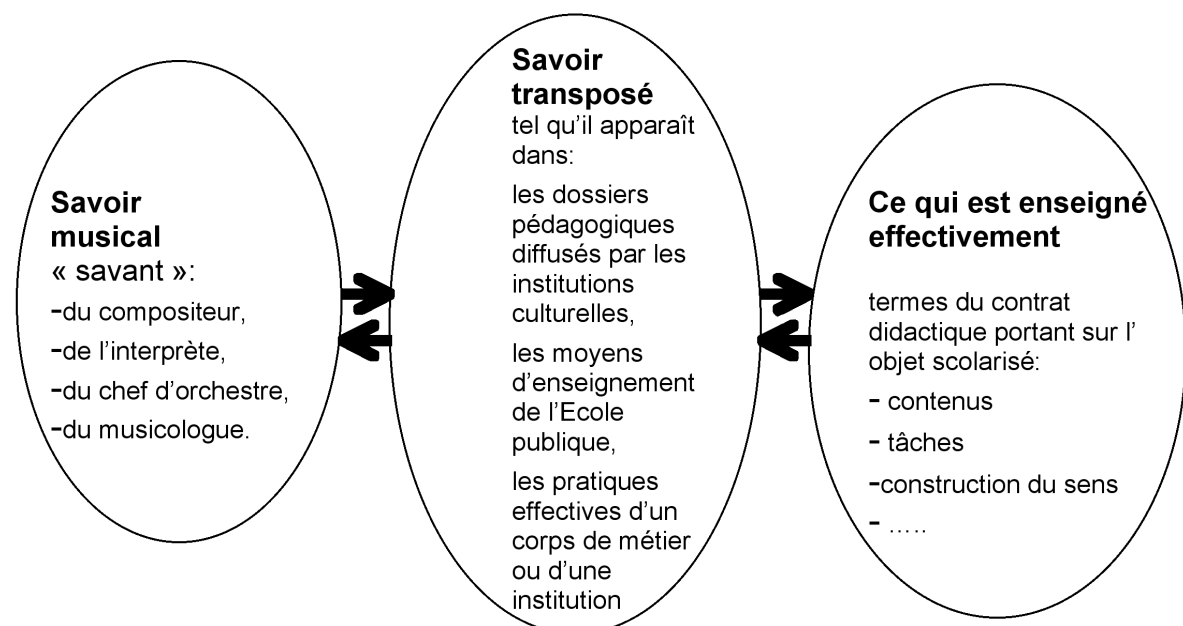 Savoir
musical
« savant »:
-du compositeur,
-de l'interprète,
-du chef d'orchestre,
-du musicologue.
Savoir
transposé
tel qu'il apparaît
dans:
les dossiers
pédagogiques
diffusés par les
institutions
culturelles,
les moyens
d'enseignement
de l'Ecole
publique,
les pratiques
effectives d'un
corps de métier
ou d'une
institution
Ce qui est enseigné
effectivement
termes du contrat
didactique portant sur l'
objet scolarisé:
- contenus
- tâches
-construction du sens
- .....